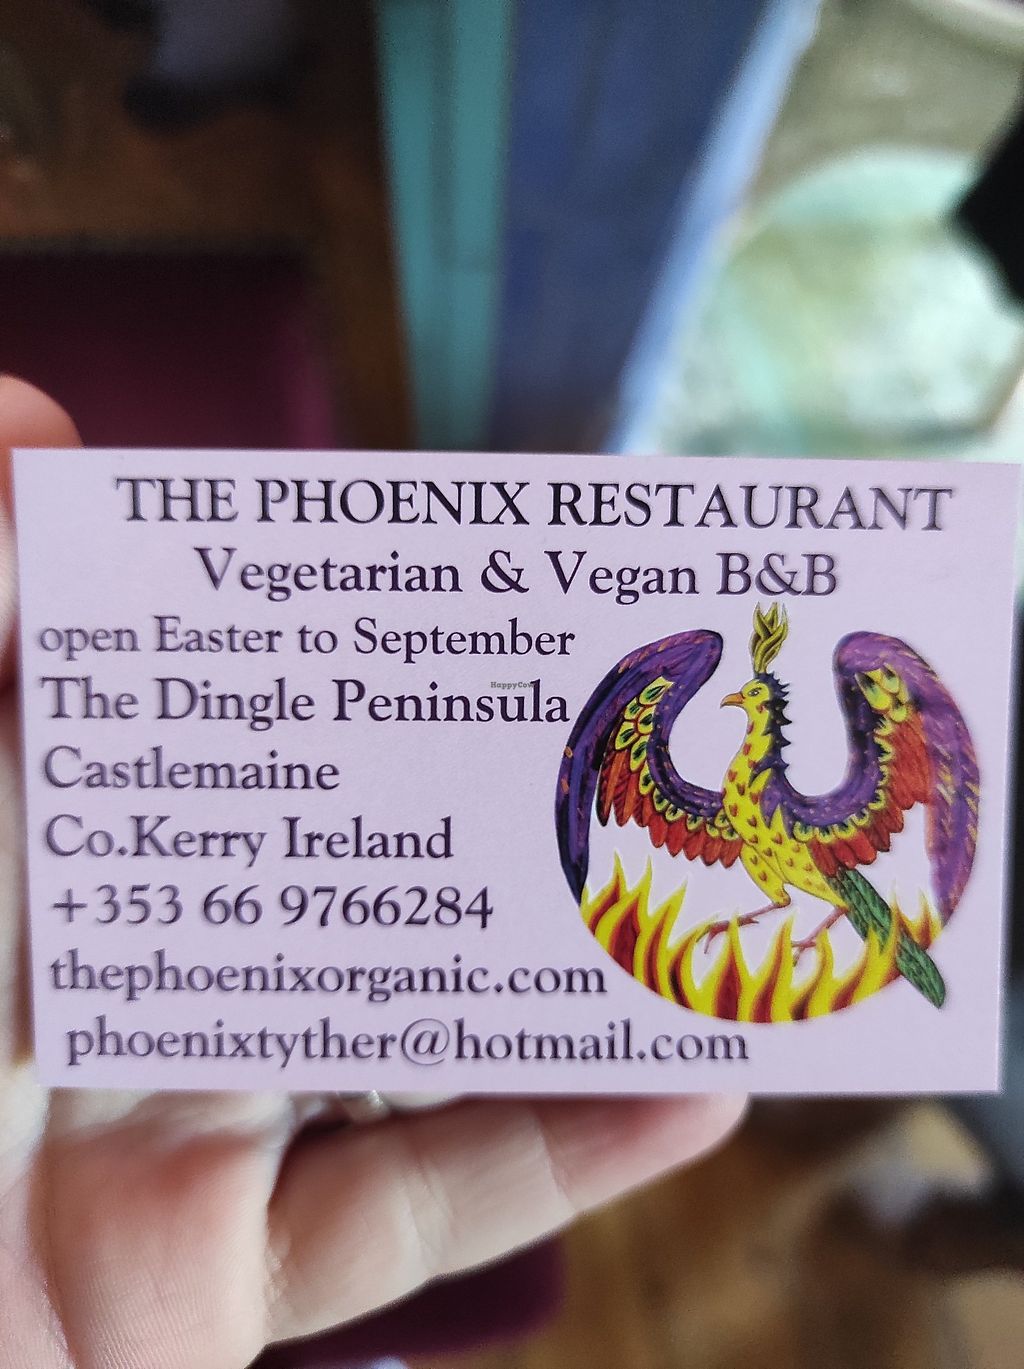 THE PHOENIX RESTAURANT
Vegetarian & Vegan B&B
open Easter to September
HappyCow
The Dingle Peninsula
Castlemaine
Co.Kerry Ireland
+353 66 9766284
thephoenixorganic.com
phoenixtyther@hotmail.com